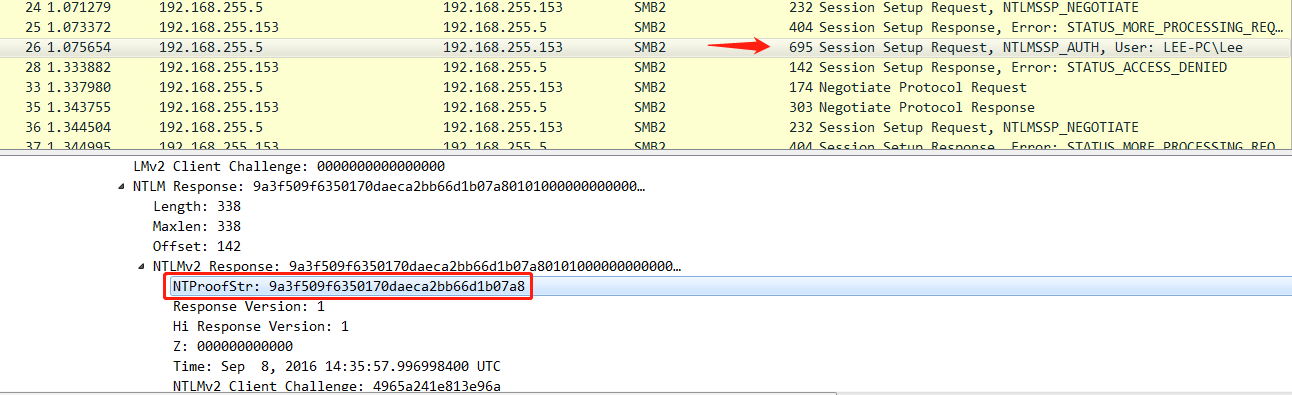 24 1.071279 192.168.255.5 192.168.255.153 SMB2 232 Session Setup Request, NTLMSSP_NEGOTIATE
25 1.073372 192.168.255.153 192.168.255.5 SMB2 404 Session Setup Response, Error: STATUS_MORE_PROCESSING_REQ…
26 1.075654 192.168.255.5 192.168.255.153 SMB2 695 Session Setup Request, NTLMSSP_AUTH, User: LEE-PC\Lee
28 1.333882 192.168.255.153 192.168.255.5 SMB2 142 Session Setup Response, Error: STATUS_ACCESS_DENIED
33 1.337980 192.168.255.5 192.168.255.153 SMB2 174 Negotiate Protocol Request
35 1.343755 192.168.255.153 192.168.255.5 SMB2 303 Negotiate Protocol Response
36 1.344504 192.168.255.5 192.168.255.153 SMB2 232 Session Setup Request, NTLMSSP_NEGOTIATE
37 1.344995 192.168.255.153 192.168.255.5 SMB2 404 Session Setup Response, Error: STATUS_MORE_PROCESSING_REQ…
LMv2 Client Challenge: 0000000000000000
NTLM Response: 9a3f509f6350170daeca2bb66d1b07a80101000000000000…
Length: 338
Maxlen: 338
Offset: 142
NTLMv2 Response: 9a3f509f6350170daeca2bb66d1b07a80101000000000000…
NTProofStr: 9a3f509f6350170daeca2bb66d1b07a8
Response Version: 1
Hi Response Version: 1
Z: 000000000000
Time: Sep  8, 2016 14:35:57.996998400 UTC
NTLMv2 Client Challenge: 4965a241e813e96a